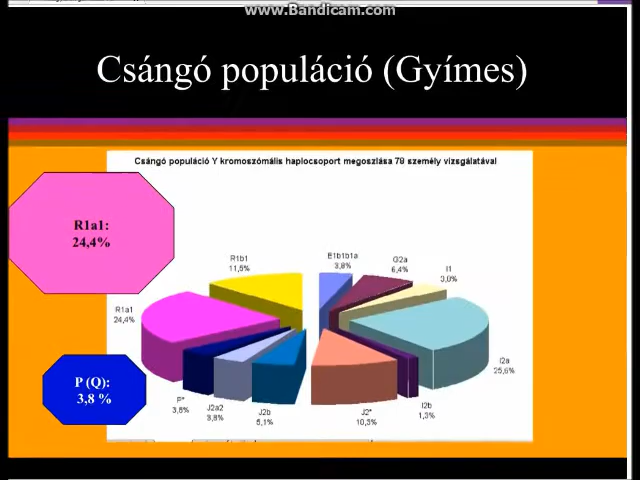 www.Bandicam.com
Csángó populáció (Gyímes)
Csángó populáció Y kromoszómális haplocsoport megoszlása 78 személy vizsgálatával
R1a1:
24,4%
R1b1
11,5%
E1b1b1a
3,8%
G2a
6,4%
I1
R1a1
24,4%
I2a
25,6%
P (Q):
3,8 %
P*
3,8%
J2a2
3,8%
J2b
5,1%
J2*
10,3%
I2b
1,3%